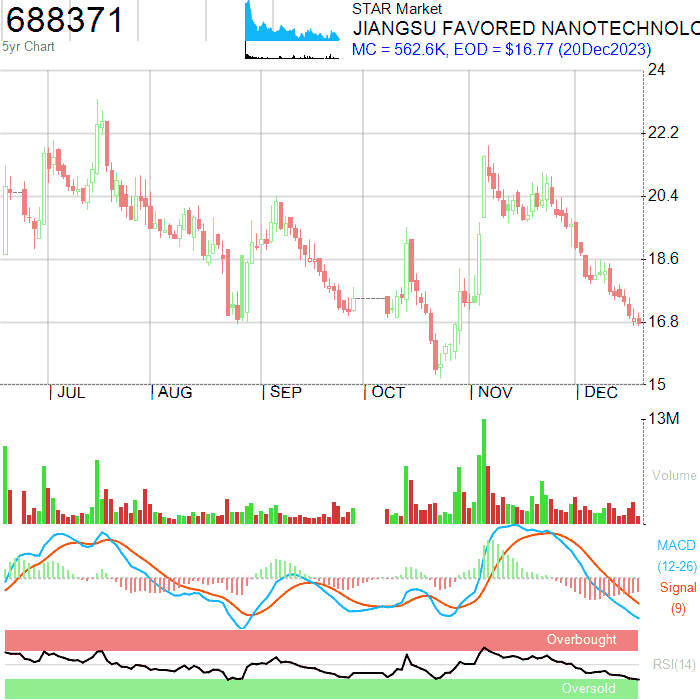 688371
5yr Chart
STAR Market
JIANGSU FAVORED NANOTECHNOLO
MC = 562.6K, EOD = $16.77 (20Dec2023)
24
22.2
20.4
18.6
16.8
15
JUL AUG SEP OCT NOV DEC
13M
Volume
MACD
(12-26)
Signal
(9)
Overbought
RSI(14)
Oversold